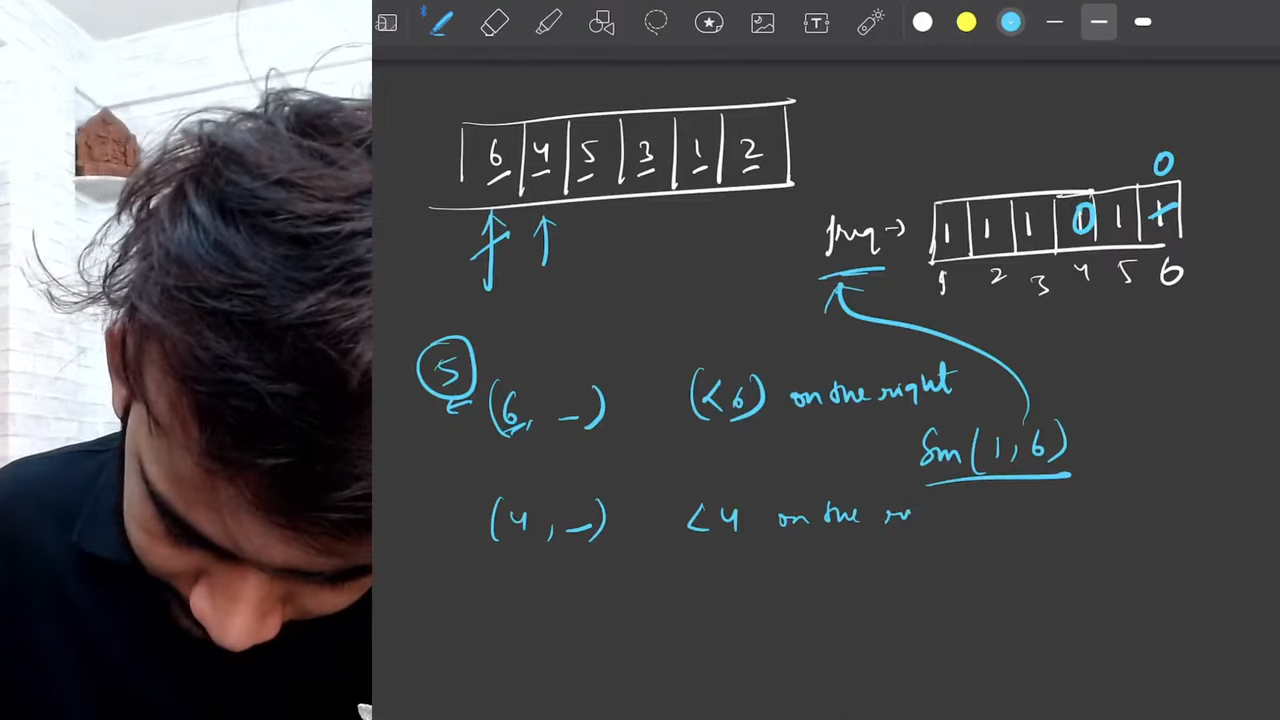 6 4 5 3 1 2
0
freq → 1 1 1 0 1 1
1 2 3 4 5 6
5
(6, _) (< 6) on the right
Sum(1, 6)
(4, _) < 4 on the